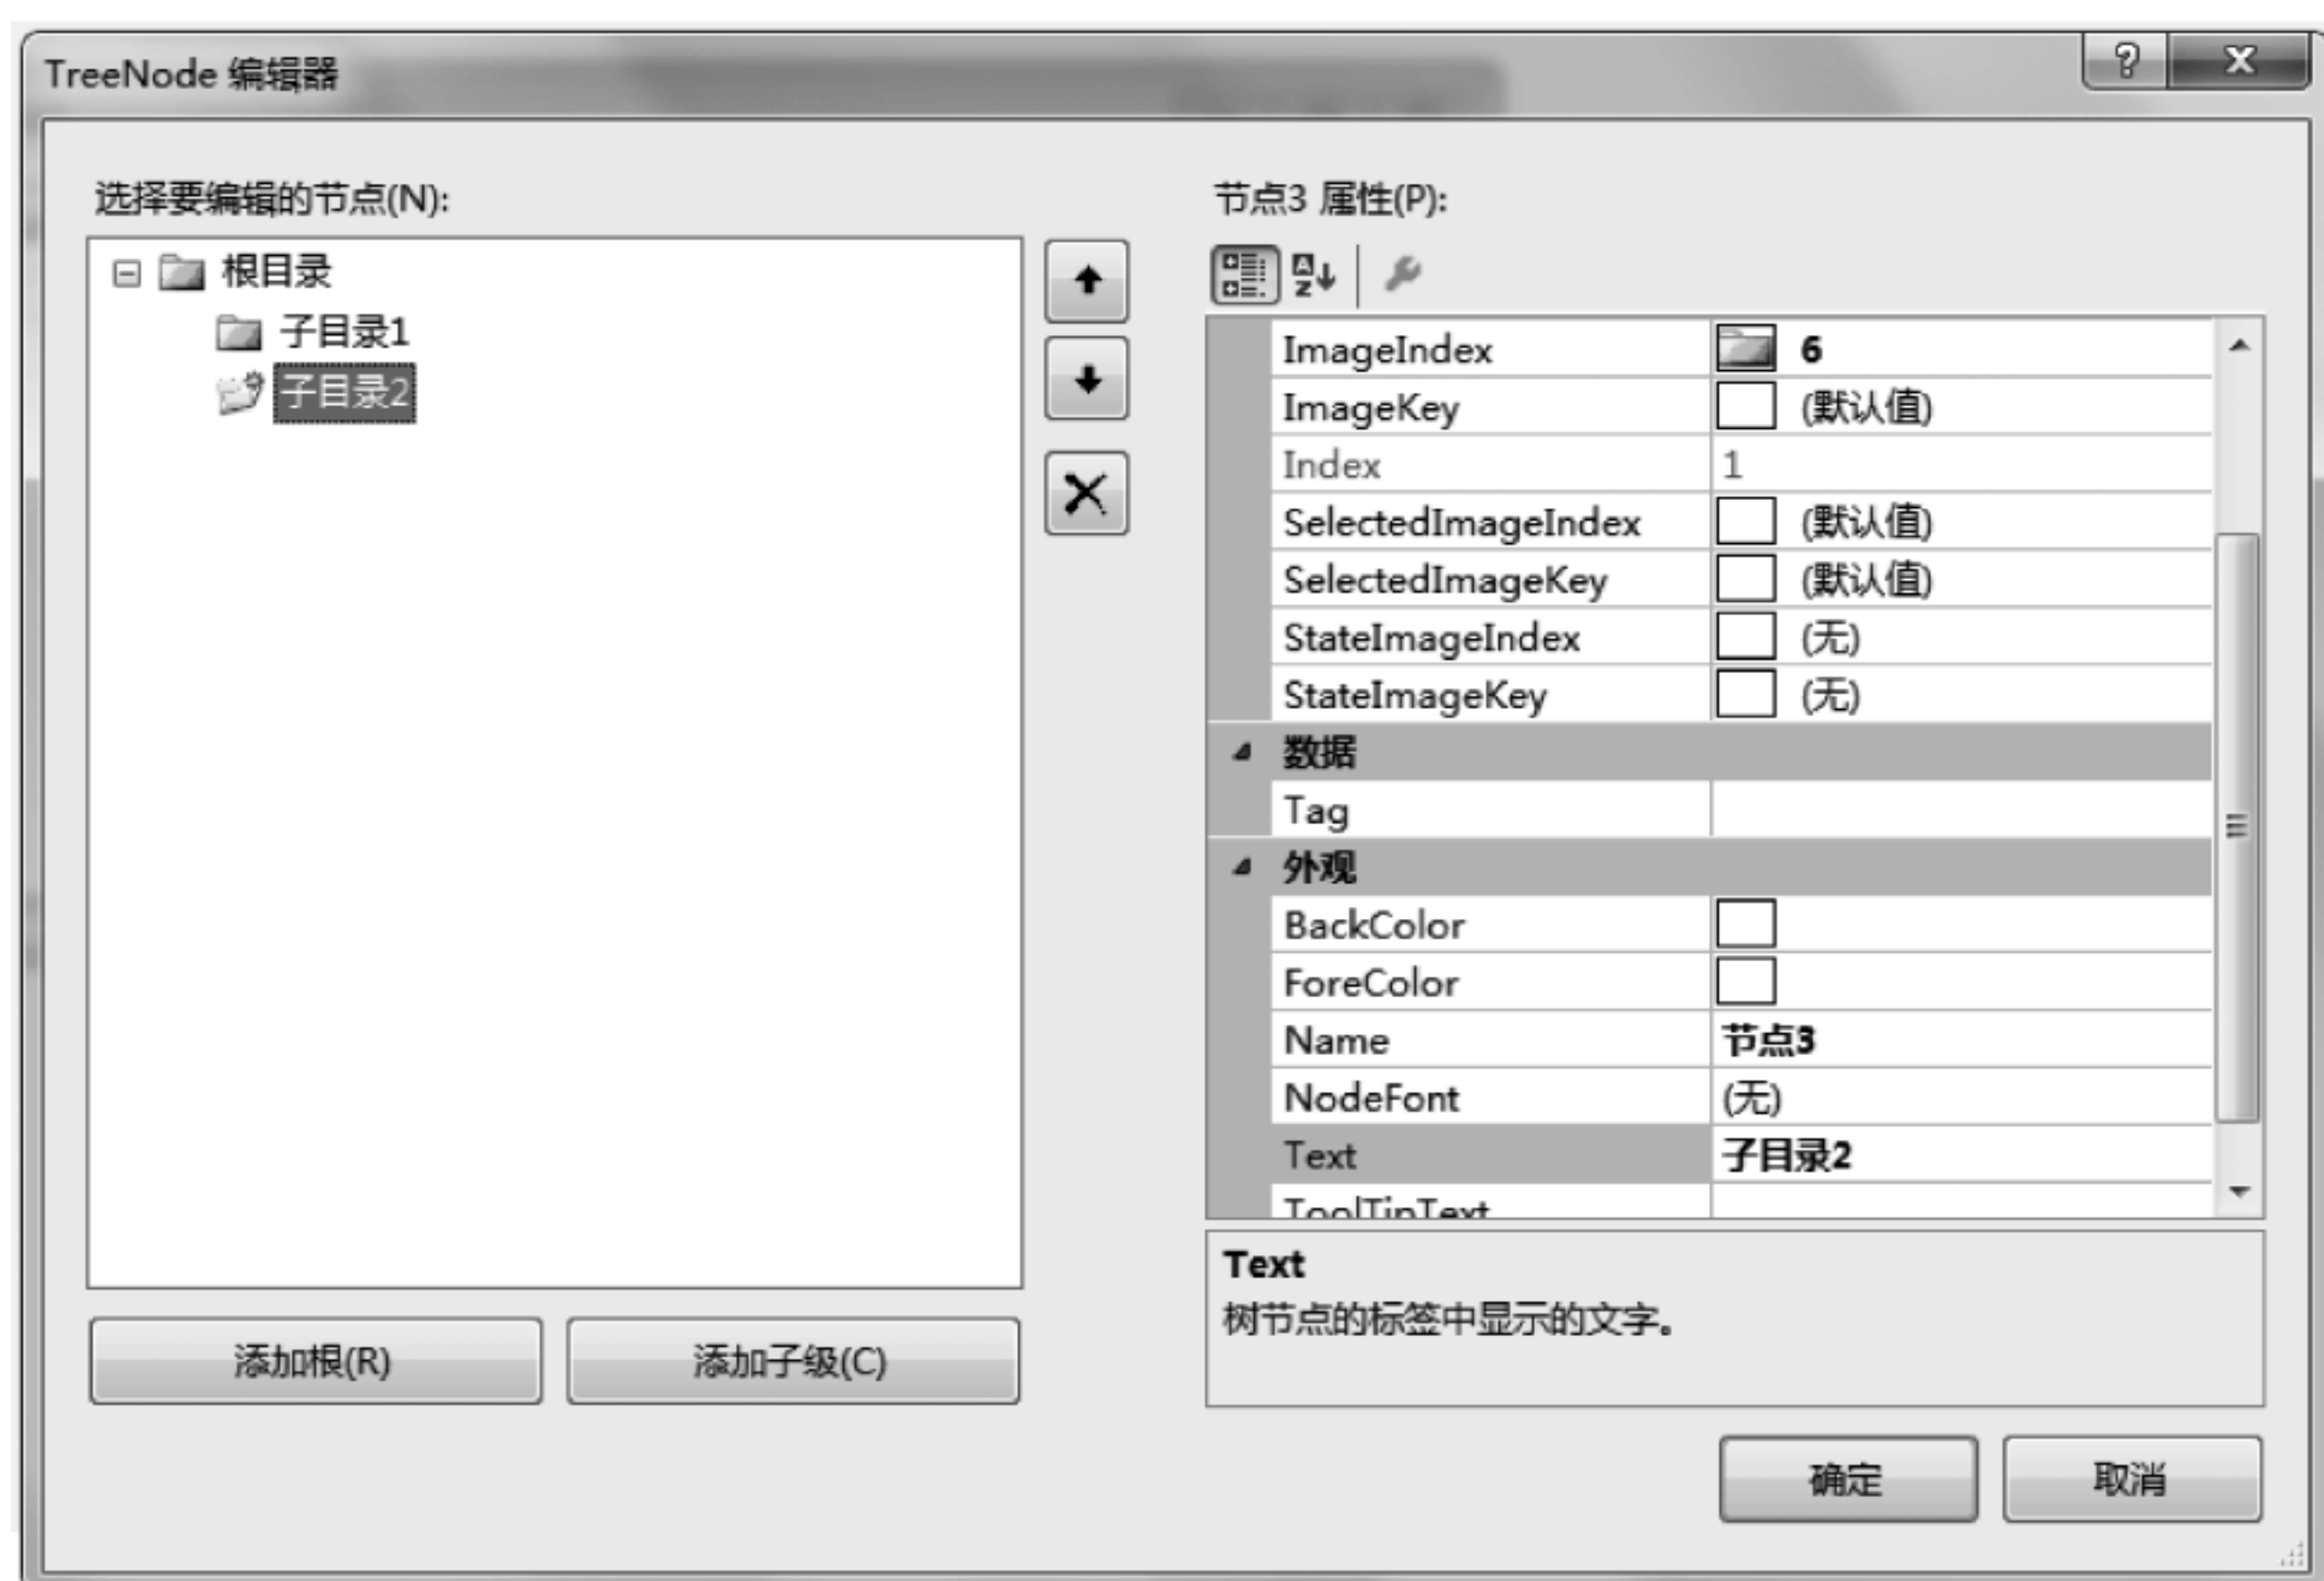 TreeNode 编辑器
选择要编辑的节点(N):
根目录
子目录1
子目录2
添加根(R)
添加子级(C)
节点3 属性(P):
ImageIndex 6
ImageKey (默认值)
Index 1
SelectedImageIndex (默认值)
SelectedImageKey (默认值)
StateImageIndex (无)
StateImageKey (无)
数据
Tag
外观
BackColor
ForeColor
Name 节点3
NodeFont (无)
Text 子目录2
ToolTipText
Text
树节点的标签中显示的文字。
确定
取消